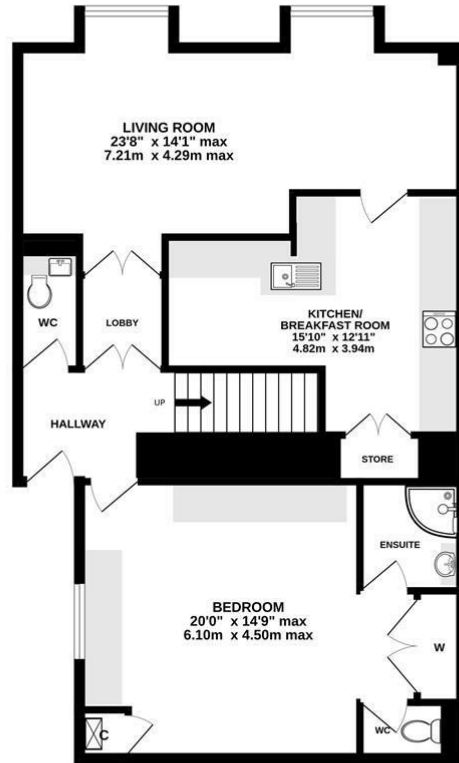 LIVING ROOM
23'8" x 14'1" max
7.21m x 4.29m max
WC
LOBBY
KITCHEN/
BREAKFAST ROOM
15'10" x 12'11"
4.82m x 3.94m
UP
HALLWAY
STORE
ENSUITE
BEDROOM
20'0" x 14'9" max
6.10m x 4.50m max
W
C
WC